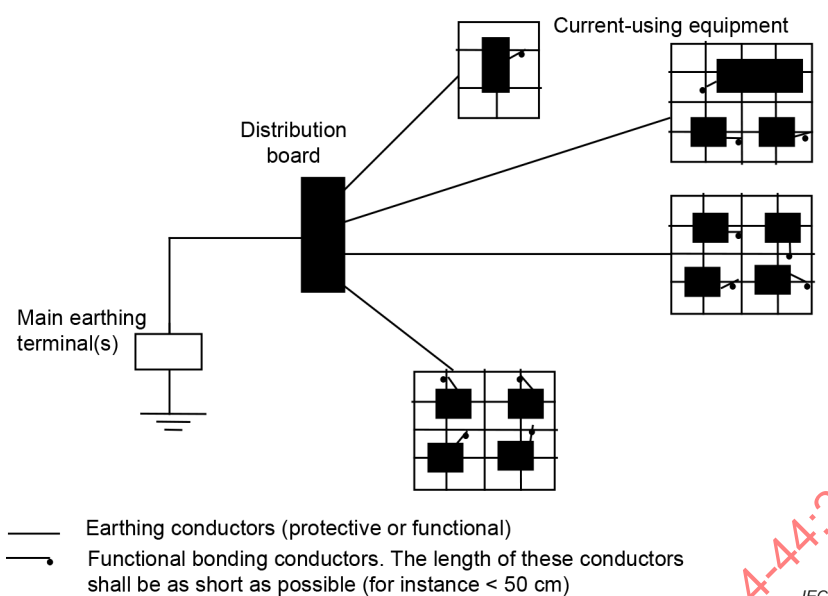 Current-using equipment
Distribution
board
Main earthing
terminal(s)
Earthing conductors (protective or functional)
Functional bonding conductors. The length of these conductors
shall be as short as possible (for instance < 50 cm)
IEC